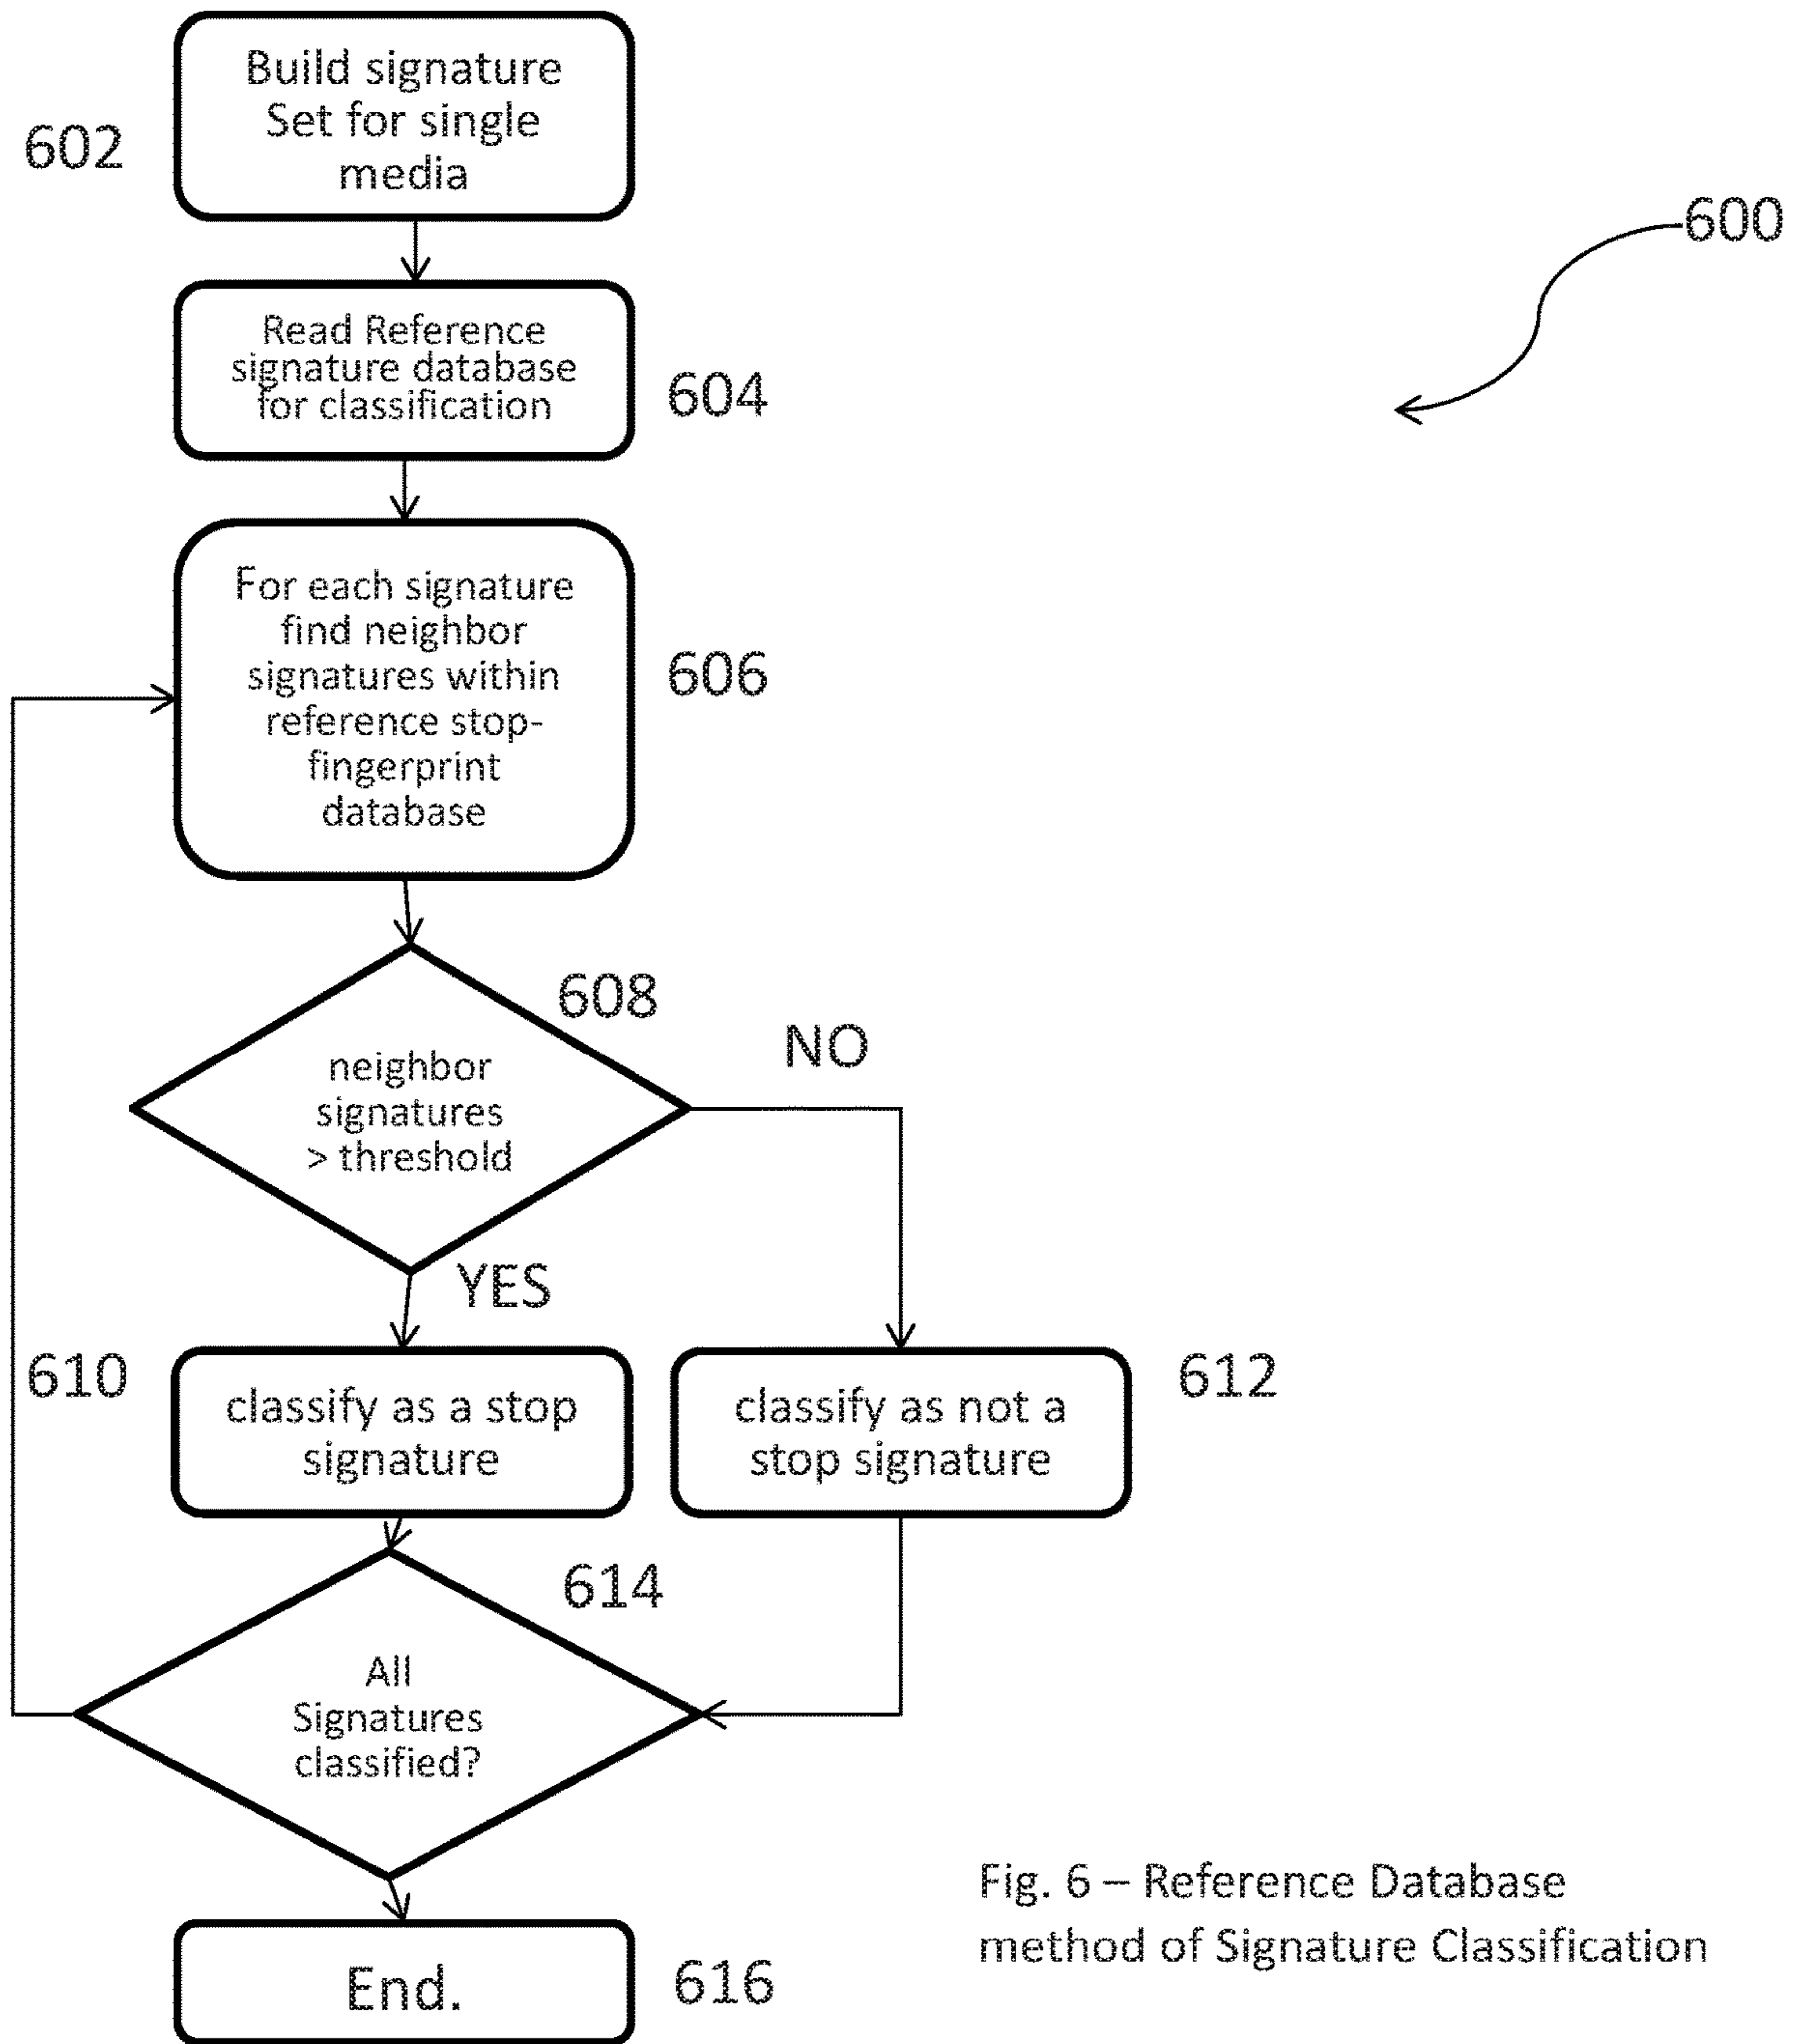 Build signature
Set for single
media
602
600
Read Reference
signature database
for classification
604
For each signature
find neighbor
signatures within
reference stop-
fingerprint
database
606
608
neighbor
signatures
> threshold
NO
YES
610
classify as a stop
signature
classify as not a
stop signature
612
614
All
Signatures
classified?
End.
616
Fig. 6 – Reference Database
method of Signature Classification